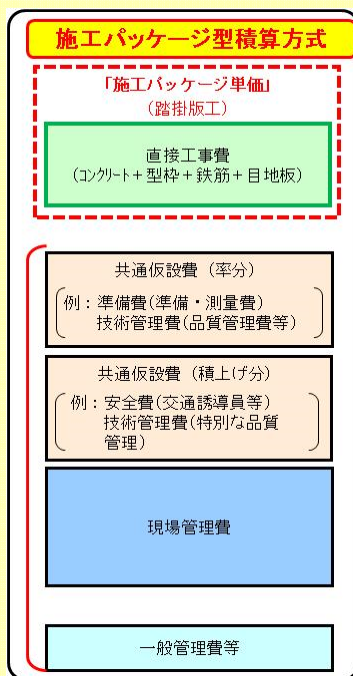 施工パッケージ型積算方式
「施工パッケージ単価」
(踏掛版工)
直接工事費
(コンクリート＋型枠＋鉄筋＋目地板)
共通仮設費 (率分)
例：準備費(準備・測量費)
技術管理費(品質管理費等)
共通仮設費 (積上げ分)
例：安全費(交通誘導員等)
技術管理費(特別な品質
管理)
現場管理費
一般管理費等